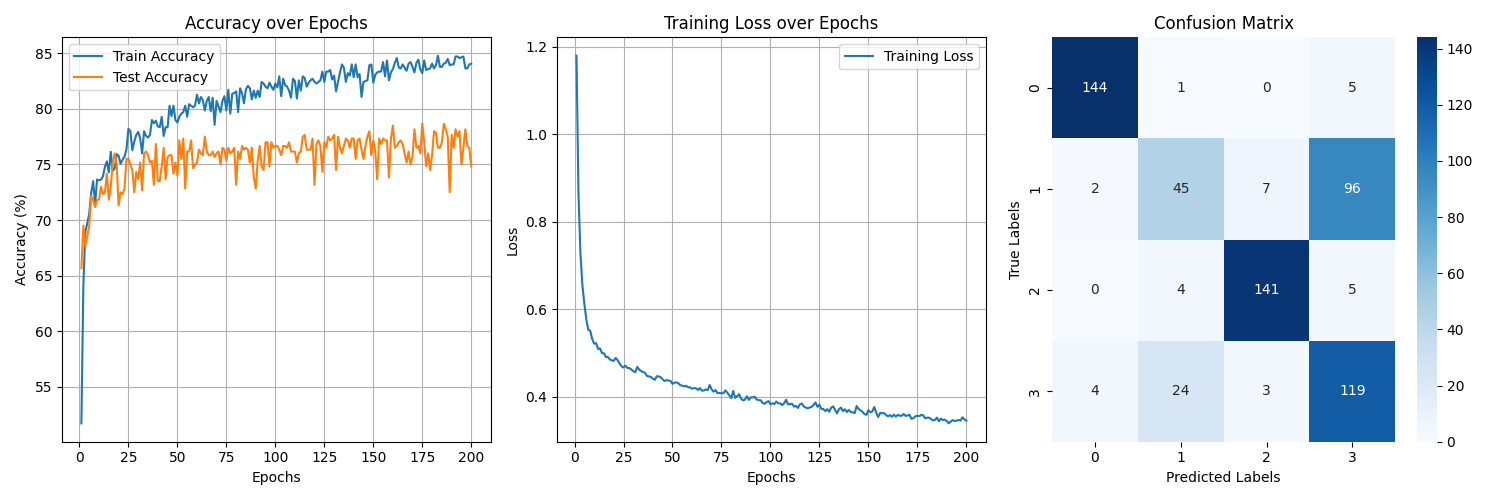 Accuracy over Epochs
Train Accuracy
Test Accuracy
Accuracy (%)
85
80
75
70
65
60
55
0 25 50 75 100 125 150 175 200
Epochs
Training Loss over Epochs
Training Loss
Loss
1.2
1.0
0.8
0.6
0.4
0 25 50 75 100 125 150 175 200
Epochs
Confusion Matrix
True Labels
0 144 1 0 5
1 2 45 7 96
2 0 4 141 5
3 4 24 3 119
0 1 2 3
Predicted Labels
140
120
100
80
60
40
20
0